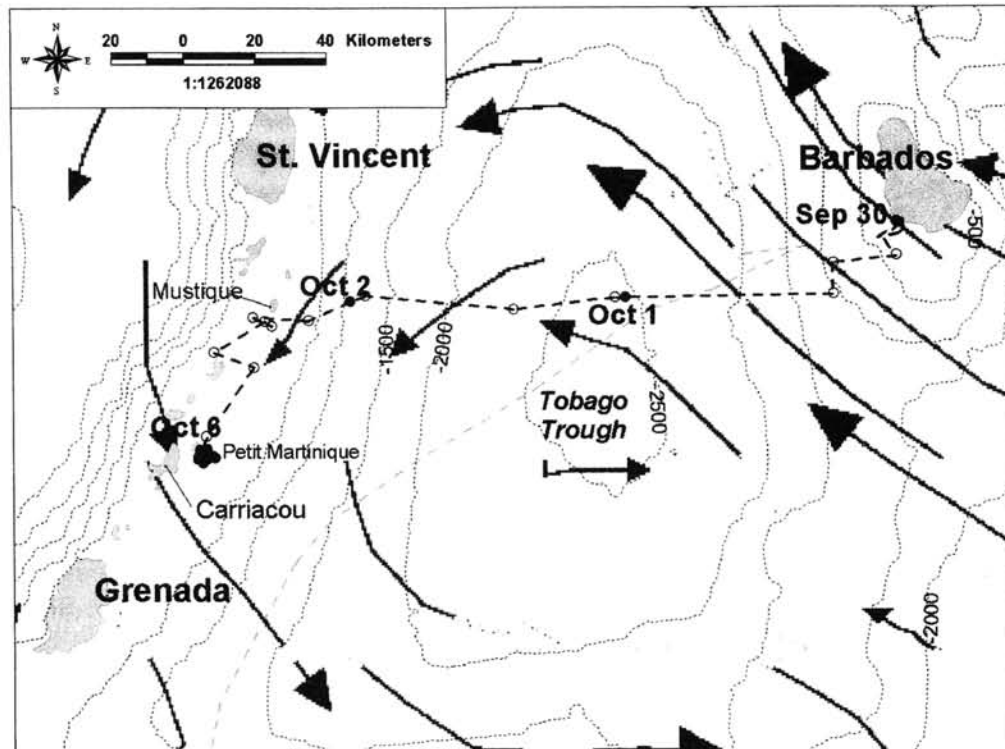 N
W E
S
20 0 20 40 Kilometers
1:1262088
St. Vincent
Barbados
Sep 30
-500
Mustique
Oct 2
Oct 1
-1500
-2000
-2500
Tobago
Trough
Oct 6
Petit Martinique
Carriacou
Grenada
-2000